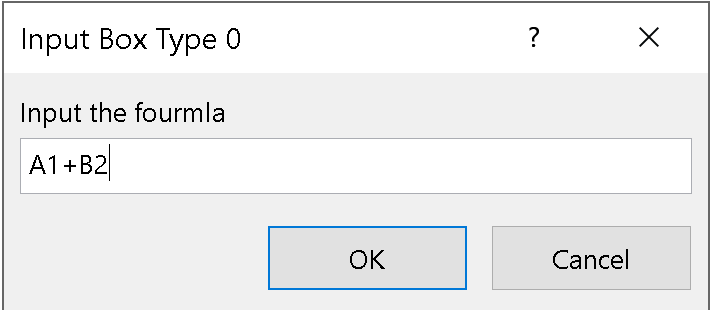 Input Box Type 0
?
Input the fourmla
A1+B2
OK
Cancel